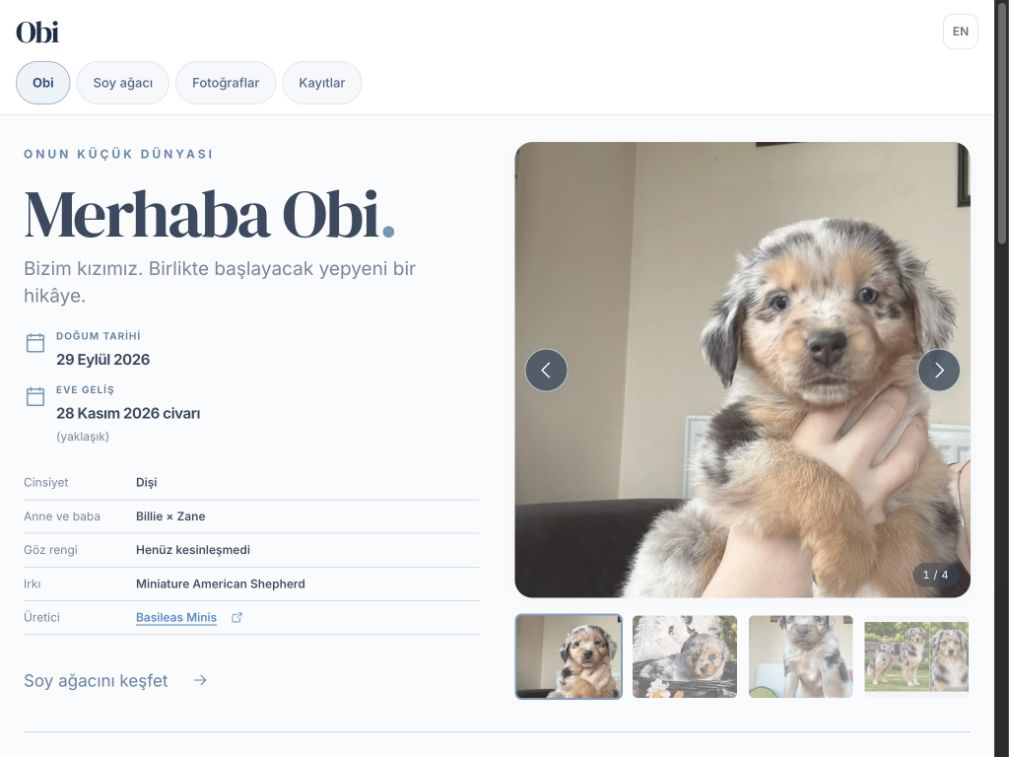 Obi
EN
Obi
Soy ağacı
Fotoğraflar
Kayıtlar
ONUN KÜÇÜK DÜNYASI
Merhaba Obi.
Bizim kızımız. Birlikte başlayacak yepyeni bir
hikâye.
DOĞUM TARİHİ
29 Eylül 2026
EVE GELİŞ
28 Kasım 2026 civarı
(yaklaşık)
Cinsiyet Dişi
Anne ve baba Billie × Zane
Göz rengi Henüz kesinleşmedi
Irkı Miniature American Shepherd
Üretici Basileas Minis
Soy ağacını keşfet →
1 / 4